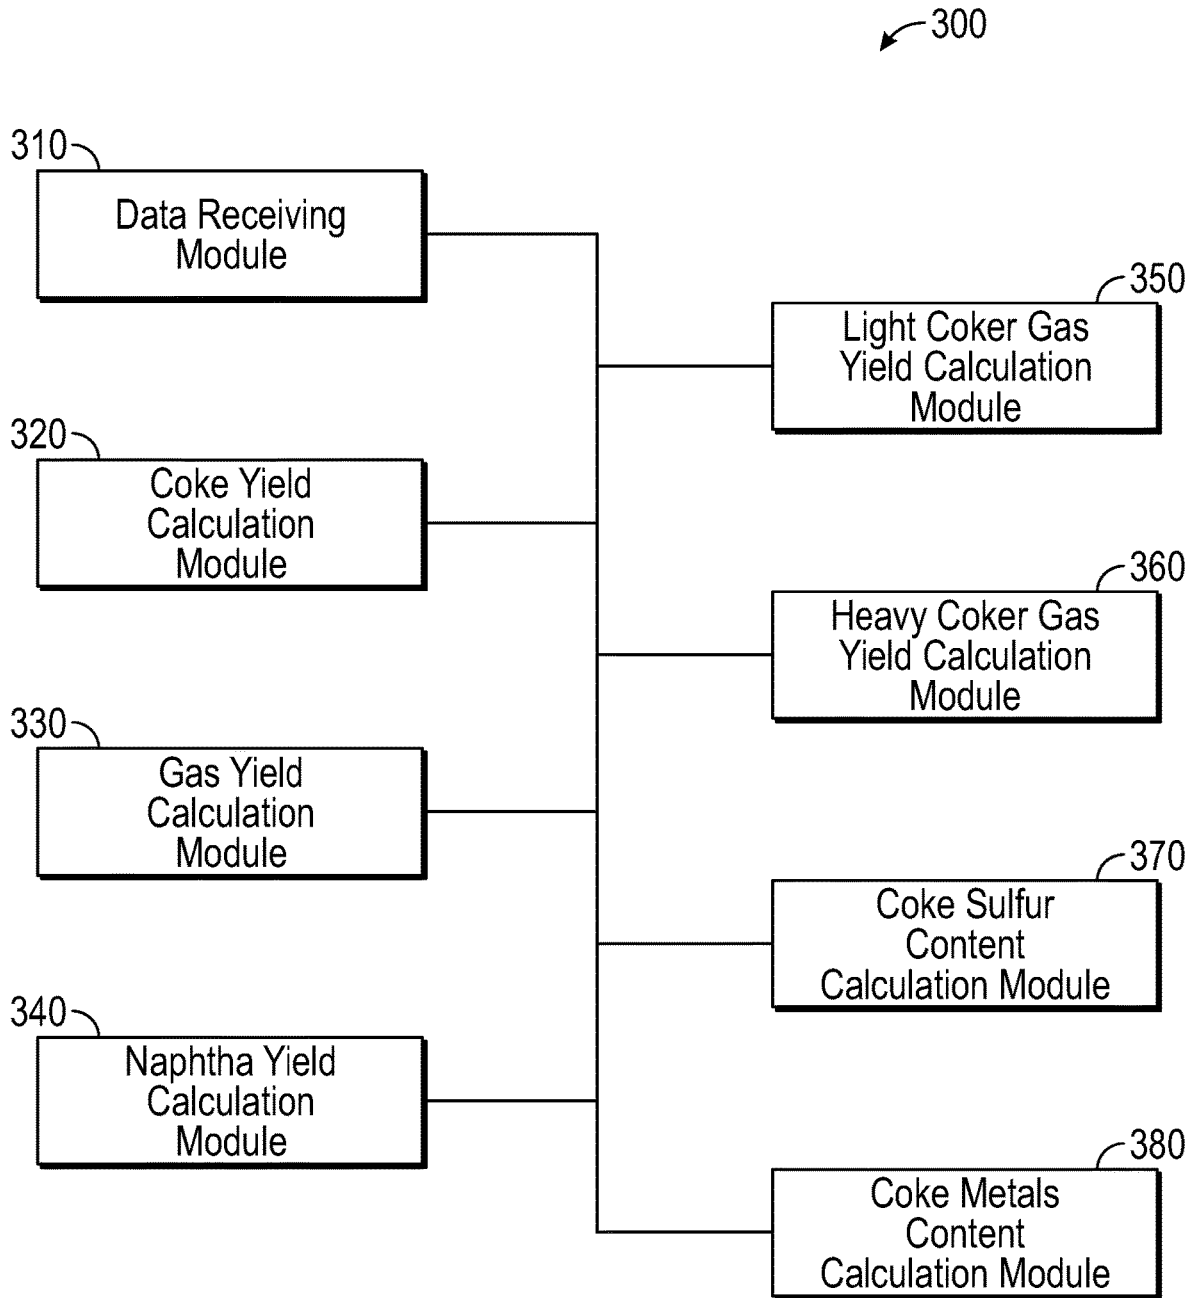 300
310
Data Receiving
Module
320
Coke Yield
Calculation
Module
330
Gas Yield
Calculation
Module
340
Naphtha Yield
Calculation
Module
350
Light Coker Gas
Yield Calculation
Module
360
Heavy Coker Gas
Yield Calculation
Module
370
Coke Sulfur
Content
Calculation Module
380
Coke Metals
Content
Calculation Module